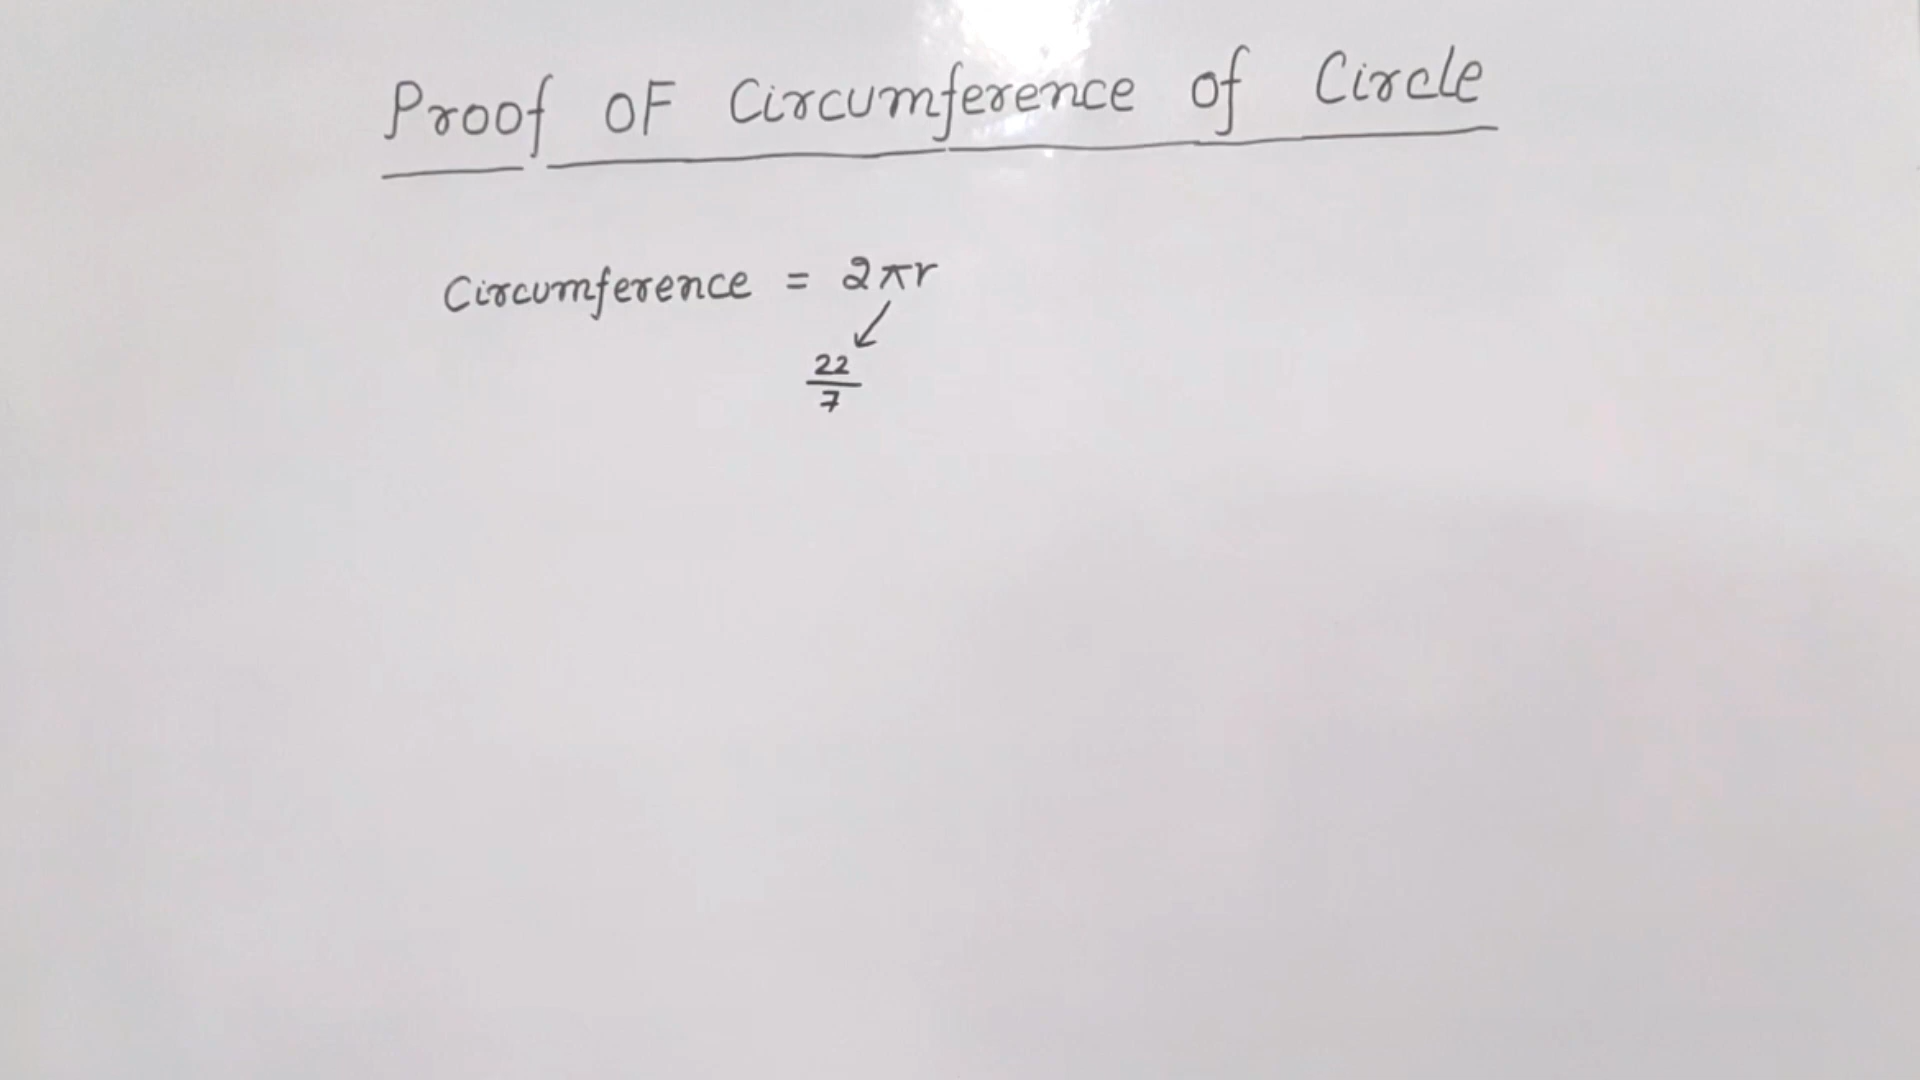 Proof OF Circumference of Circle
Circumference = 2πr
22
7